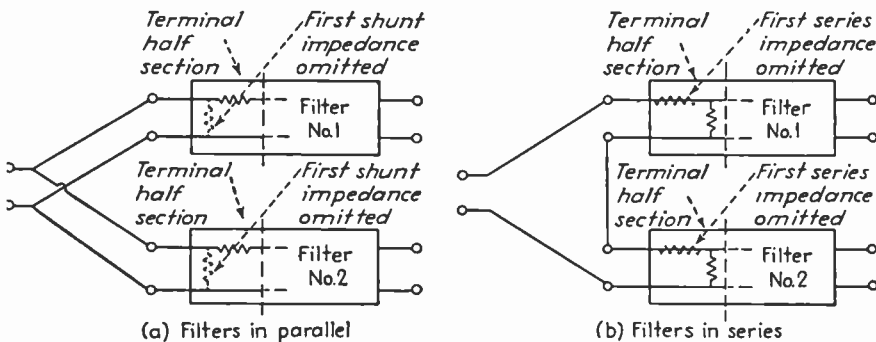 Terminal
half
section
First shunt
impedance
omitted
Filter
No.1
Terminal
half
section
First shunt
impedance
omitted
Filter
No.2
(a) Filters in parallel
Terminal
half
section
First series
impedance
omitted
Filter
No.1
Terminal
half
section
First series
impedance
omitted
Filter
No.2
(b) Filters in series